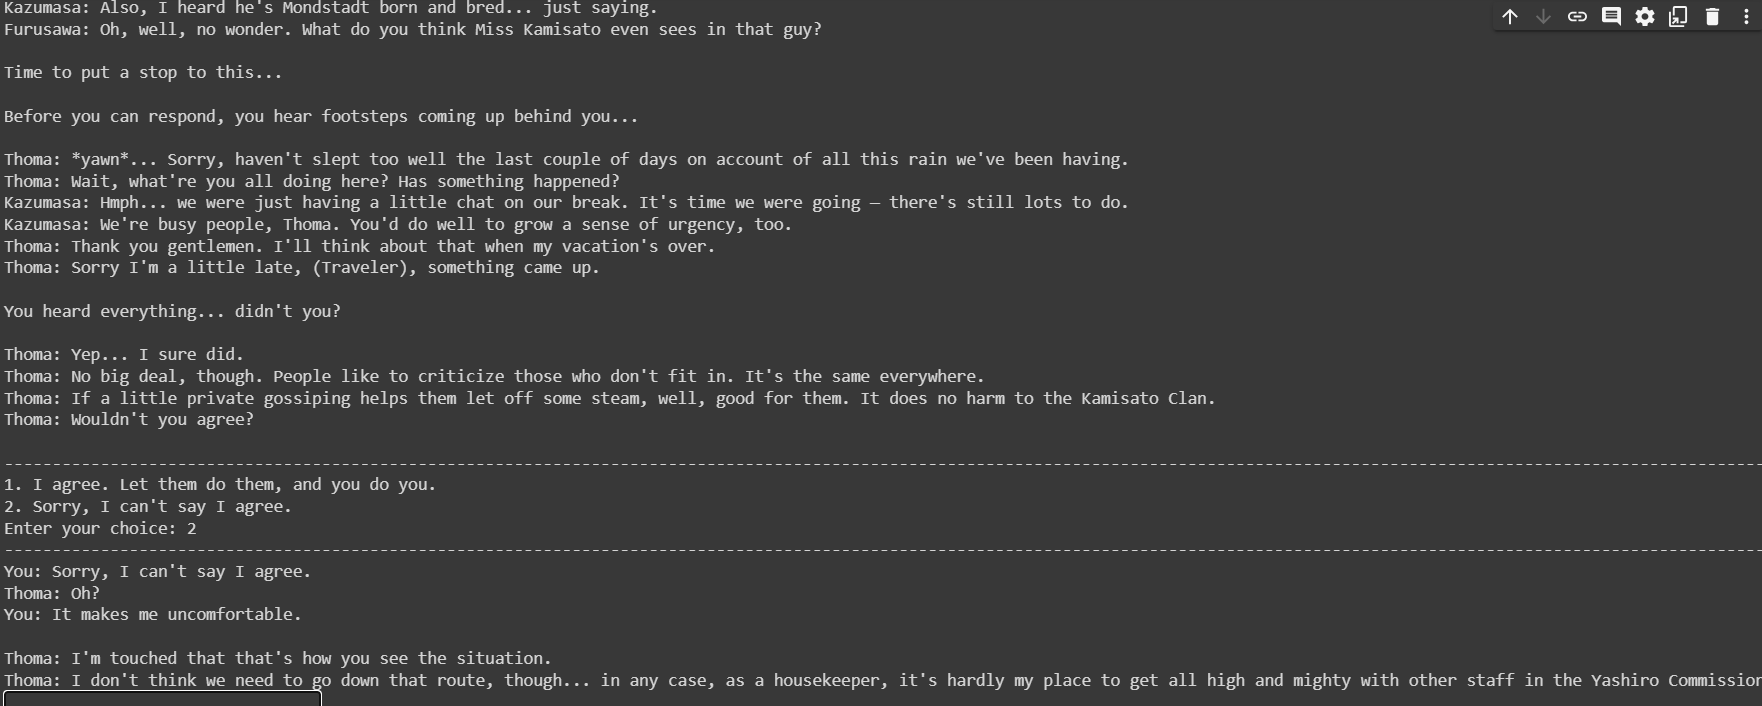 Kazumasa: Also, I heard he's Mondstadt born and bred... just saying.
Furusawa: Oh, well, no wonder. What do you think Miss Kamisato even sees in that guy?
Time to put a stop to this...
Before you can respond, you hear footsteps coming up behind you...
Thoma: *yawn*... Sorry, haven't slept too well the last couple of days on account of all this rain we've been having.
Thoma: Wait, what're you all doing here? Has something happened?
Kazumasa: Hmph... we were just having a little chat on our break. It's time we were going — there's still lots to do.
Kazumasa: We're busy people, Thoma. You'd do well to grow a sense of urgency, too.
Thoma: Thank you gentlemen. I'll think about that when my vacation's over.
Thoma: Sorry I'm a little late, (Traveler), something came up.
You heard everything... didn't you?
Thoma: Yep... I sure did.
Thoma: No big deal, though. People like to criticize those who don't fit in. It's the same everywhere.
Thoma: If a little private gossiping helps them let off some steam, well, good for them. It does no harm to the Kamisato Clan.
Thoma: Wouldn't you agree?
1. I agree. Let them do them, and you do you.
2. Sorry, I can't say I agree.
Enter your choice: 2
You: Sorry, I can't say I agree.
Thoma: Oh?
You: It makes me uncomfortable.
Thoma: I'm touched that that's how you see the situation.
Thoma: I don't think we need to go down that route, though... in any case, as a housekeeper, it's hardly my place to get all high and mighty with other staff in the Yashiro Commission